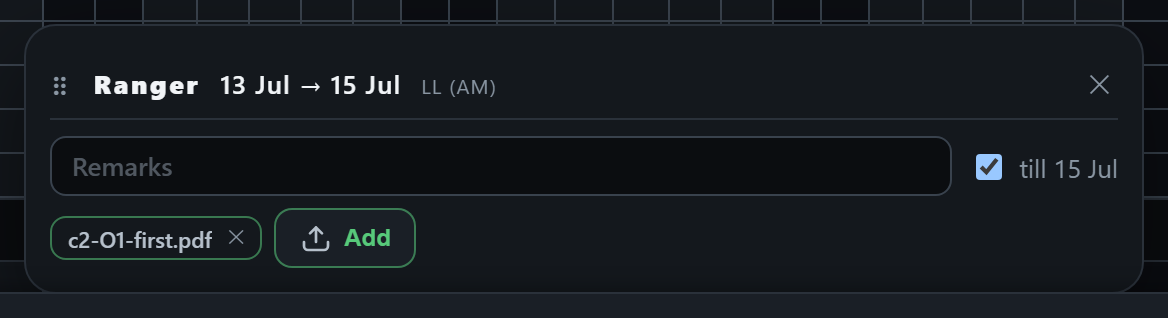 Ranger 13 Jul → 15 Jul LL (AM)
Remarks till 15 Jul
c2-O1-first.pdf Add